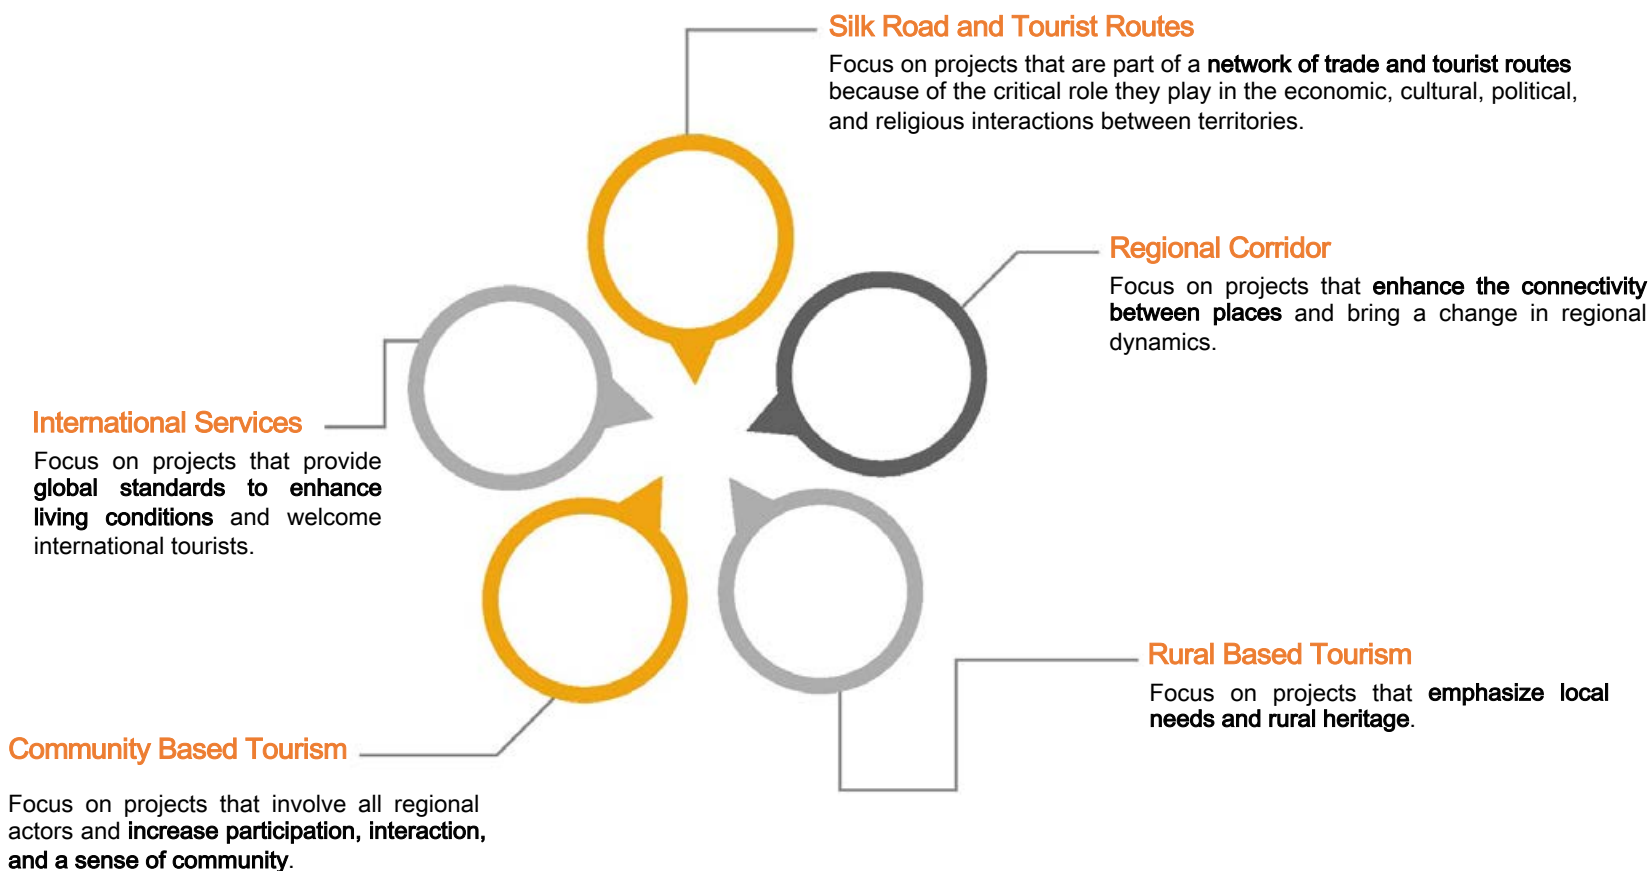 Silk Road and Tourist Routes
Focus on projects that are part of a network of trade and tourist routes
because of the critical role they play in the economic, cultural, political,
and religious interactions between territories.
Regional Corridor
Focus on projects that enhance the connectivity
between places and bring a change in regional
dynamics.
International Services
Focus on projects that provide
global standards to enhance
living conditions and welcome
international tourists.
Rural Based Tourism
Focus on projects that emphasize local
needs and rural heritage.
Community Based Tourism
Focus on projects that involve all regional
actors and increase participation, interaction,
and a sense of community.